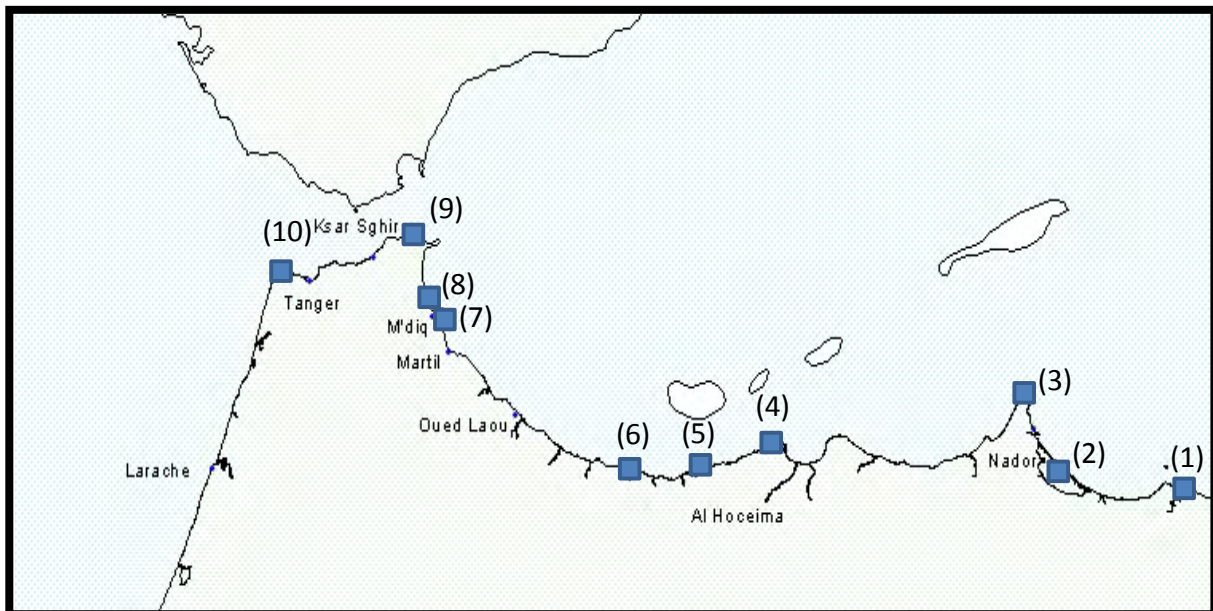 (9)
Ksar Sghir
(10)
(8)
Tanger
M'diq
(7)
Martil
(3)
Oued Laou
(4)
(6)
(5)
Nador
(2)
(1)
Larache
Al Hoceima